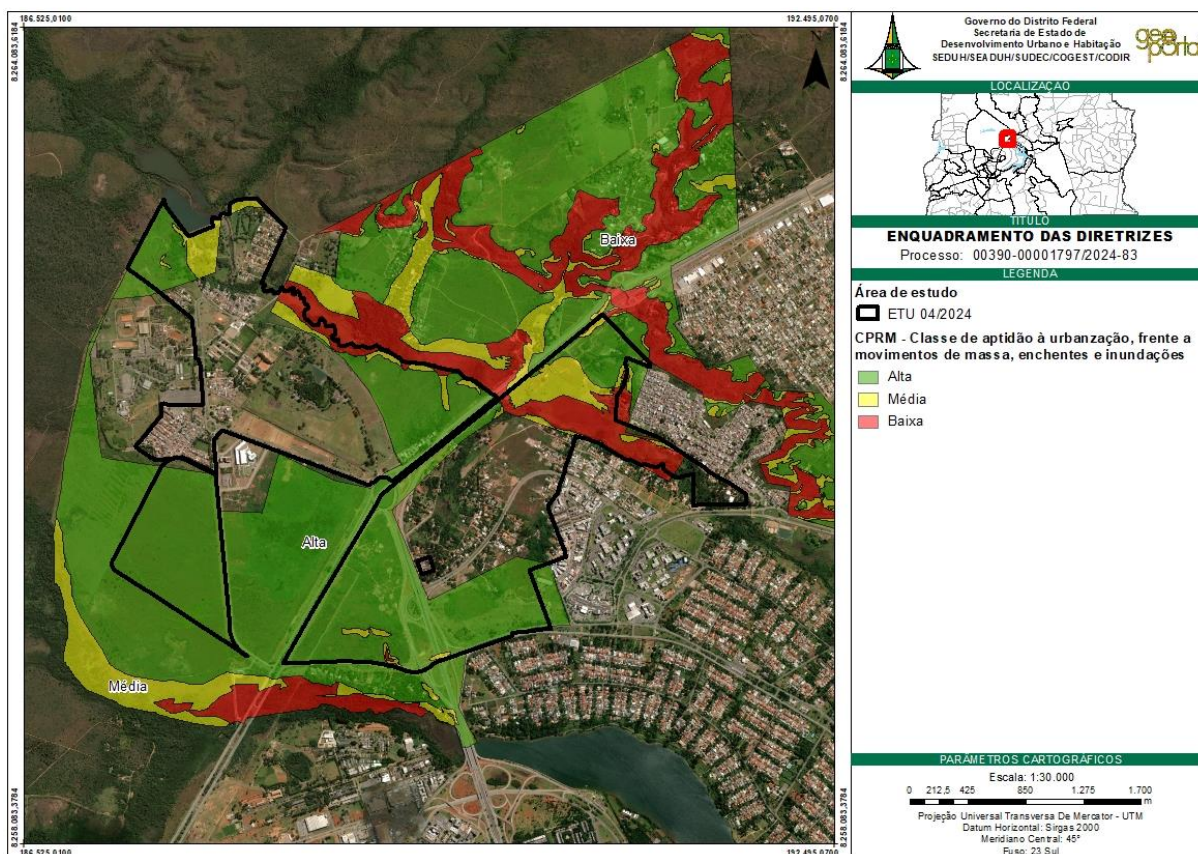 186.525,0100
192.495,0700
8.264.083,6184
8.264.083,6184
Baixa
Alta
Média
8.258.083,3784
8.258.083,3784
186.525,0100
192.495,0700
Governo do Distrito Federal
Secretaria de Estado de
Desenvolvimento Urbano e Habitação
SEDUH/SEADUH/SUDEC/COGEST/CODIR
geoportal
LOCALIZAÇÃO
TITULO
ENQUADRAMENTO DAS DIRETRIZES
Processo: 00390-00001797/2024-83
LEGENDA
Área de estudo
ETU 04/2024
CPRM - Classe de aptidão à urbanzação, frente a
movimentos de massa, enchentes e inundações
Alta
Média
Baixa
PARÂMETROS CARTOGRÁFICOS
Escala: 1:30.000
0 212,5 425 850 1.275 1.700
m
Projeção Universal Transversa De Mercator - UTM
Datum Horizontal: Sirgas 2000
Meridiano Central: 45°
Fuso: 23 Sul